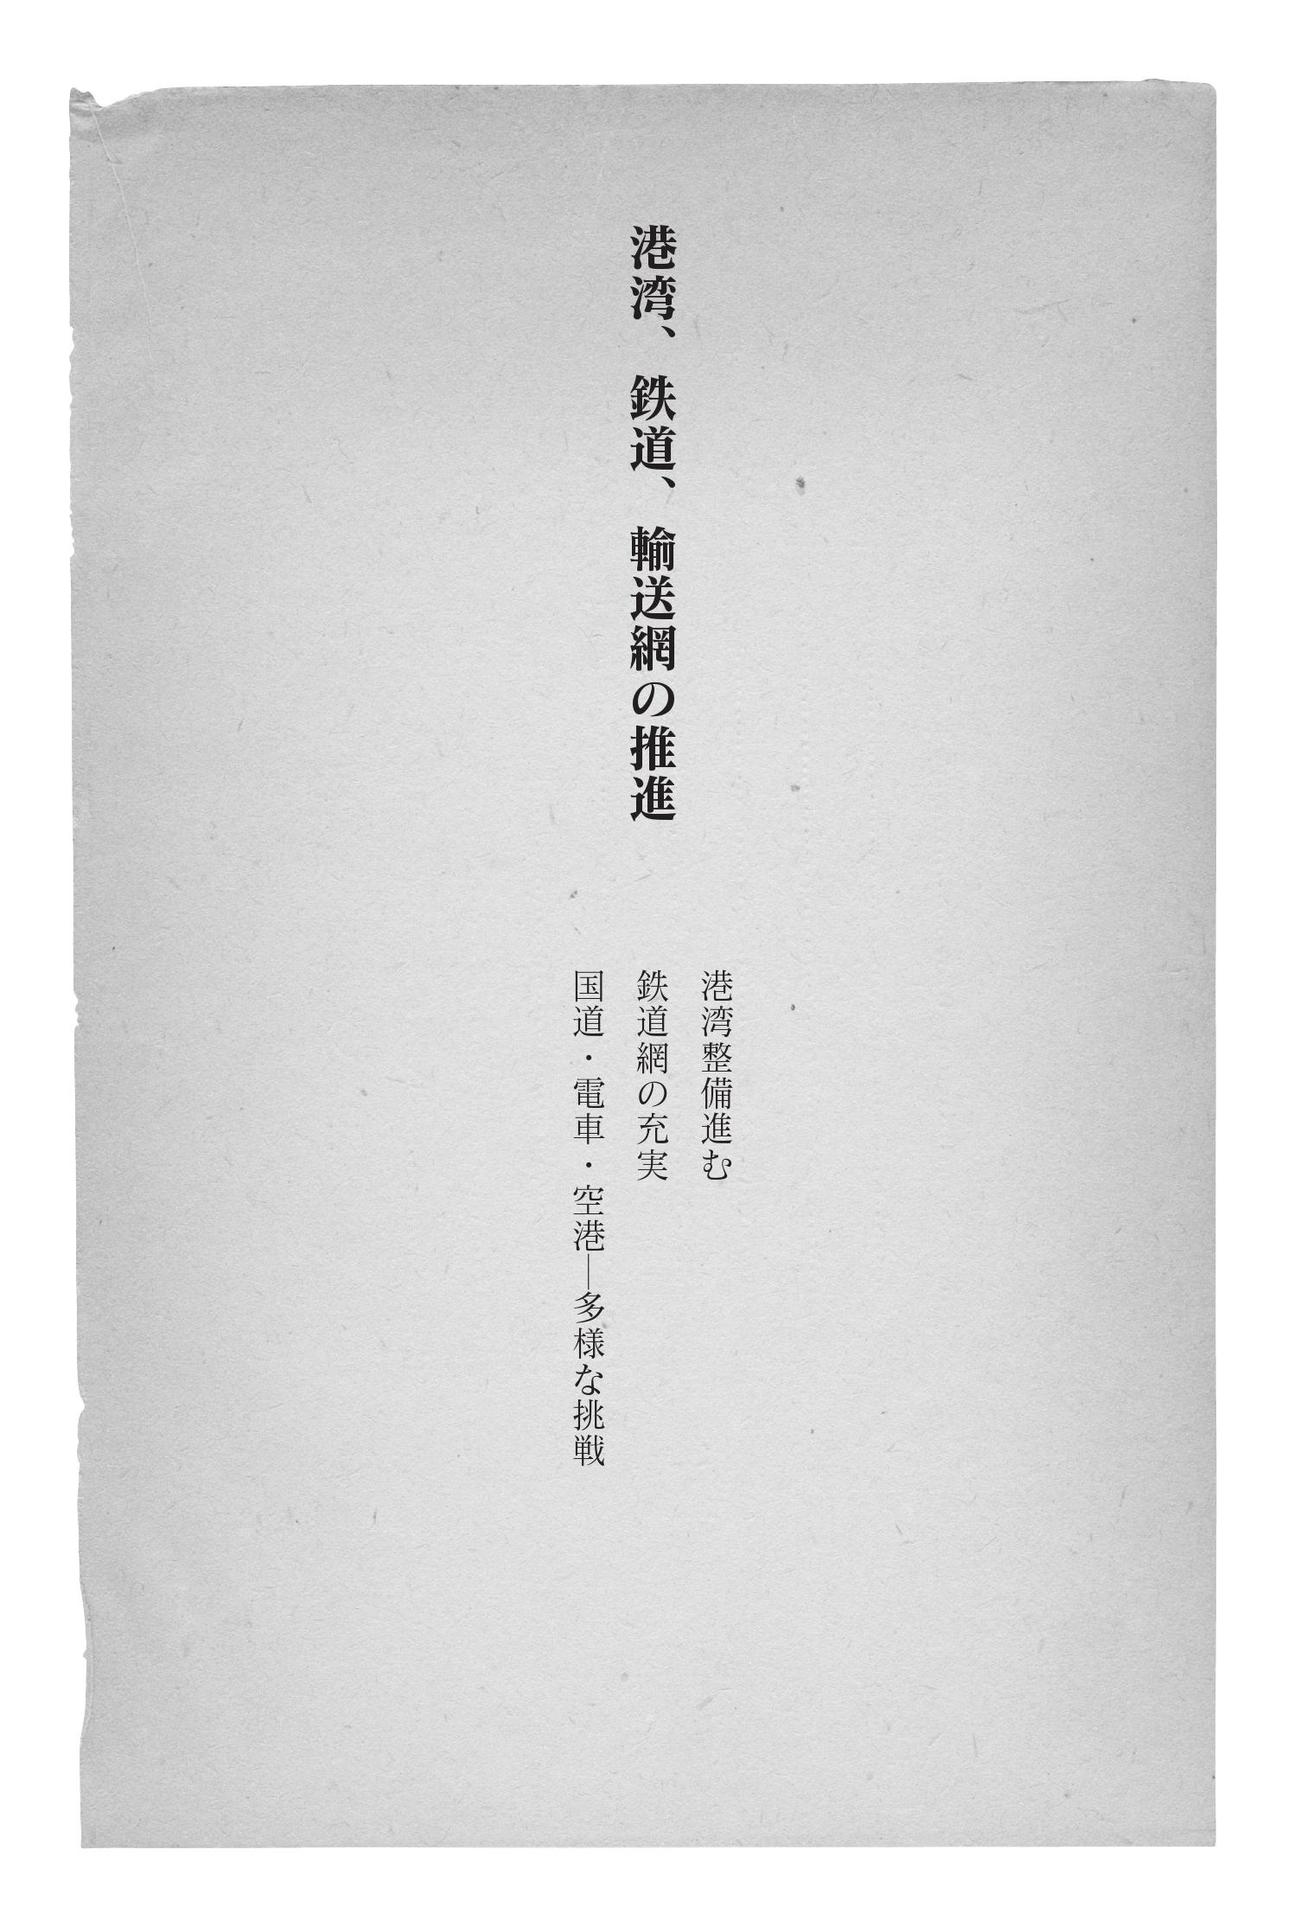 港湾、鉄道、輸送網の推進
港湾整備進む
鉄道網の充実
国道・電車・空港―多様な挑戦